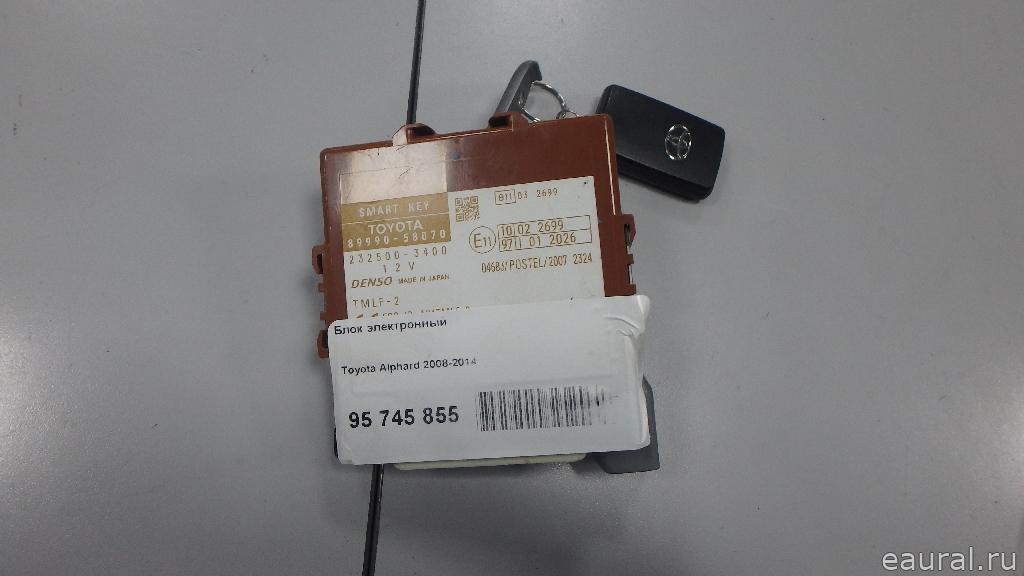 SMART KEY
TOYOTA
89990-58070
232500-3400
12V
DENSO MADE IN JAPAN
TMLF-2
811 03 2699
E11
10 02 2699
97 01 2026
04683/POSTEL/2007 2324
Блок электронный
Toyota Alphard 2008-2014
95 745 855
eaural.ru